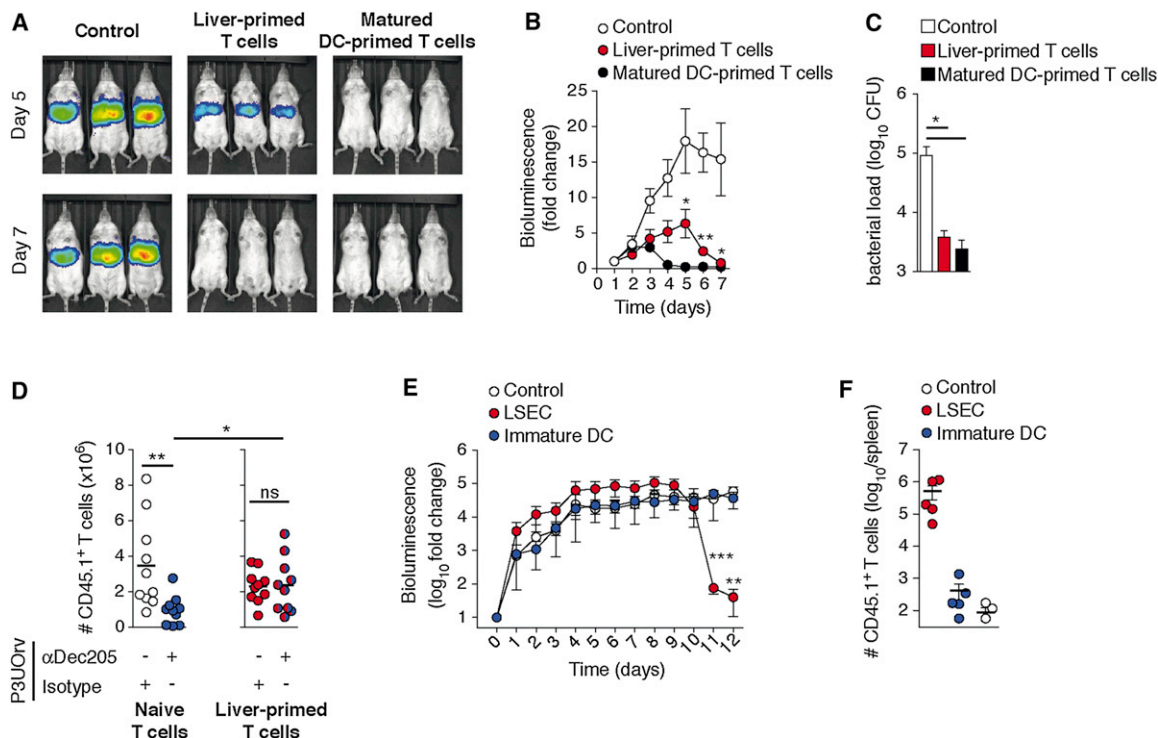 A
Control
Liver-primed
T cells
Matured
DC-primed T cells
Day 5
Day 7
B
Control
Liver-primed T cells
Matured DC-primed T cells
Bioluminescence
(fold change)
25
20
15
10
5
0
* ** *
0 1 2 3 4 5 6 7
Time (days)
C
Control
Liver-primed T cells
Matured DC-primed T cells
bacterial load (log10 CFU)
*
5
4
3
D
# CD45.1+ T cells (x10⁶)
10
8
6
4
2
0
*
**
ns
P3UOrv
αDec205 - + - +
Isotype + - + -
Naive
T cells
Liver-primed
T cells
E
Control
LSEC
Immature DC
Bioluminescence
(log10 fold change)
6
5
4
3
2
1
0
***
**
0 1 2 3 4 5 6 7 8 9 10 11 12
Time (days)
F
Control
LSEC
Immature DC
# CD45.1+ T cells (log10/spleen)
7
6
5
4
3
2